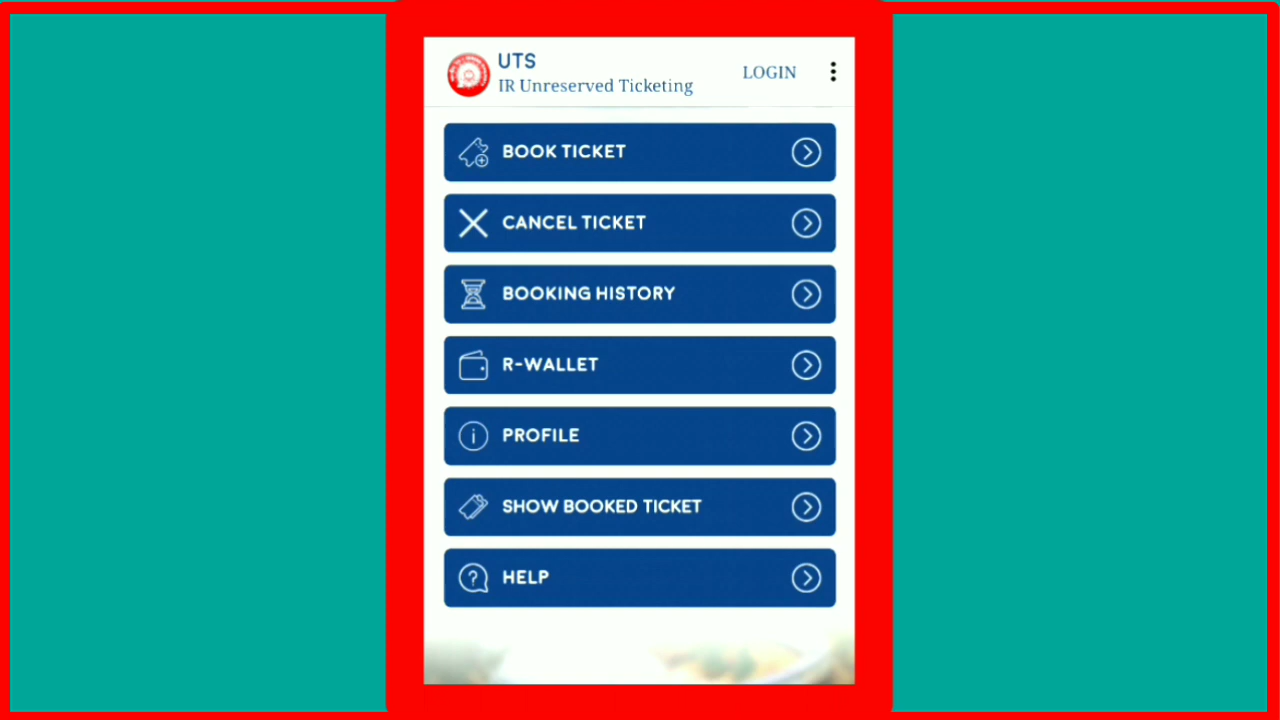 UTS
IR Unreserved Ticketing
LOGIN
BOOK TICKET
CANCEL TICKET
BOOKING HISTORY
R-WALLET
PROFILE
SHOW BOOKED TICKET
HELP